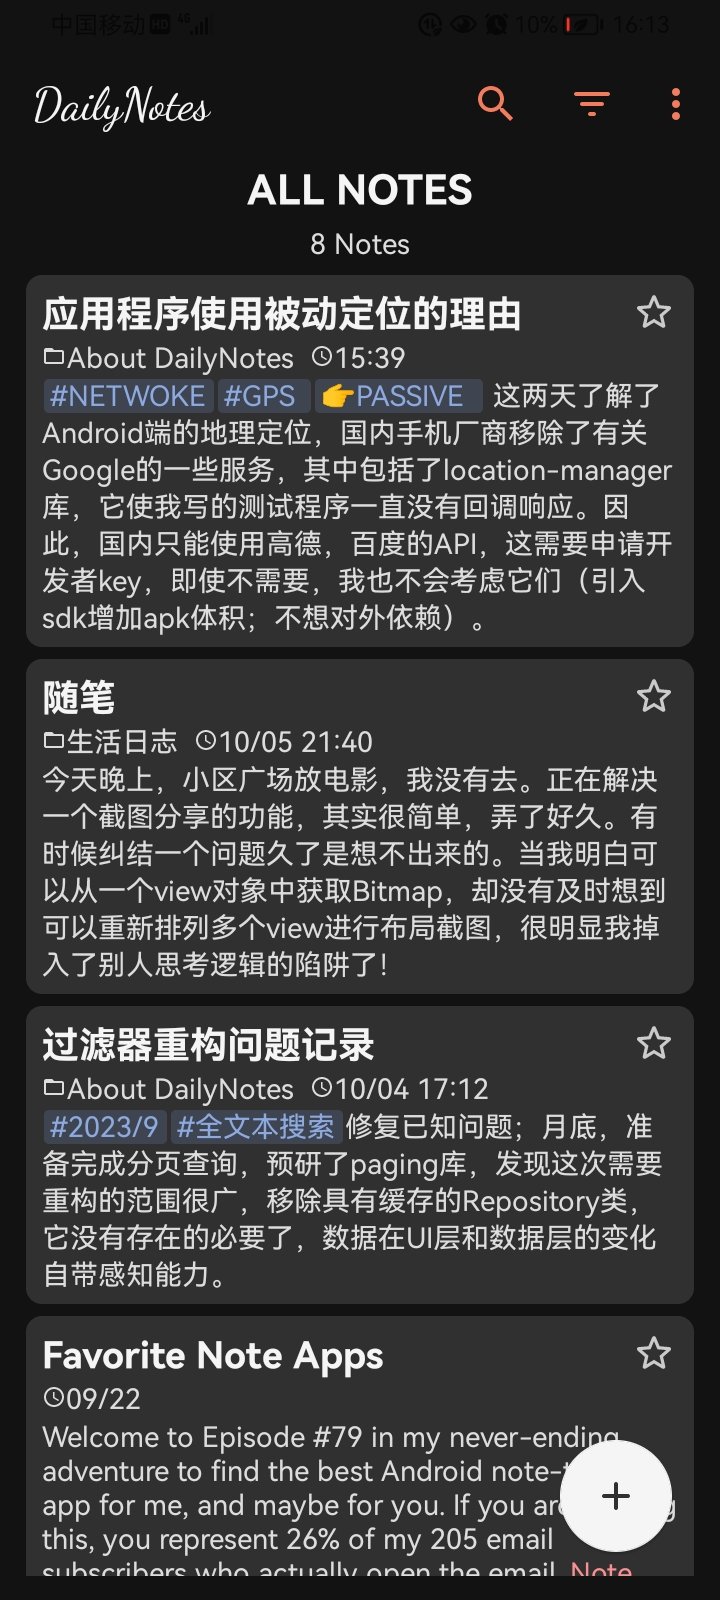 中国移动 HD 4G 10% 16:13
DailyNotes
ALL NOTES
8 Notes
应用程序使用被动定位的理由
About DailyNotes 15:39
#NETWOKE #GPS 👉PASSIVE 这两天了解了
Android端的地理定位，国内手机厂商移除了有关
Google的一些服务，其中包括了location-manager
库，它使我写的测试程序一直没有回调响应。因
此，国内只能使用高德，百度的API，这需要申请开
发者key，即使不需要，我也不会考虑它们（引入
sdk增加apk体积；不想对外依赖）。
随笔
生活日志 10/05 21:40
今天晚上，小区广场放电影，我没有去。正在解决
一个截图分享的功能，其实很简单，弄了好久。有
时候纠结一个问题久了是想不出来的。当我明白可
以从一个view对象中获取Bitmap，却没有及时想到
可以重新排列多个view进行布局截图，很明显我掉
入了别人思考逻辑的陷阱了！
过滤器重构问题记录
About DailyNotes 10/04 17:12
#2023/9 #全文本搜索 修复已知问题；月底，准
备完成分页查询，预研了paging库，发现这次需要
重构的范围很广，移除具有缓存的Repository类，
它没有存在的必要了，数据在UI层和数据层的变化
自带感知能力。
Favorite Note Apps
09/22
Welcome to Episode #79 in my never-ending
adventure to find the best Android note-
app for me, and maybe for you. If you
this, you represent 26% of my 205 email
subscribers who actually open the email. Note